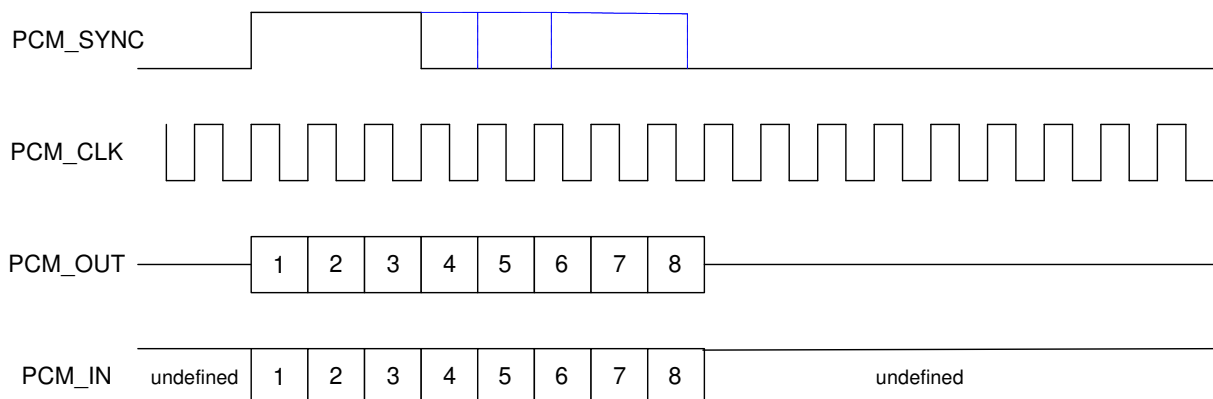 PCM_SYNC
PCM_CLK
PCM_OUT 1 2 3 4 5 6 7 8
PCM_IN undefined 1 2 3 4 5 6 7 8 undefined